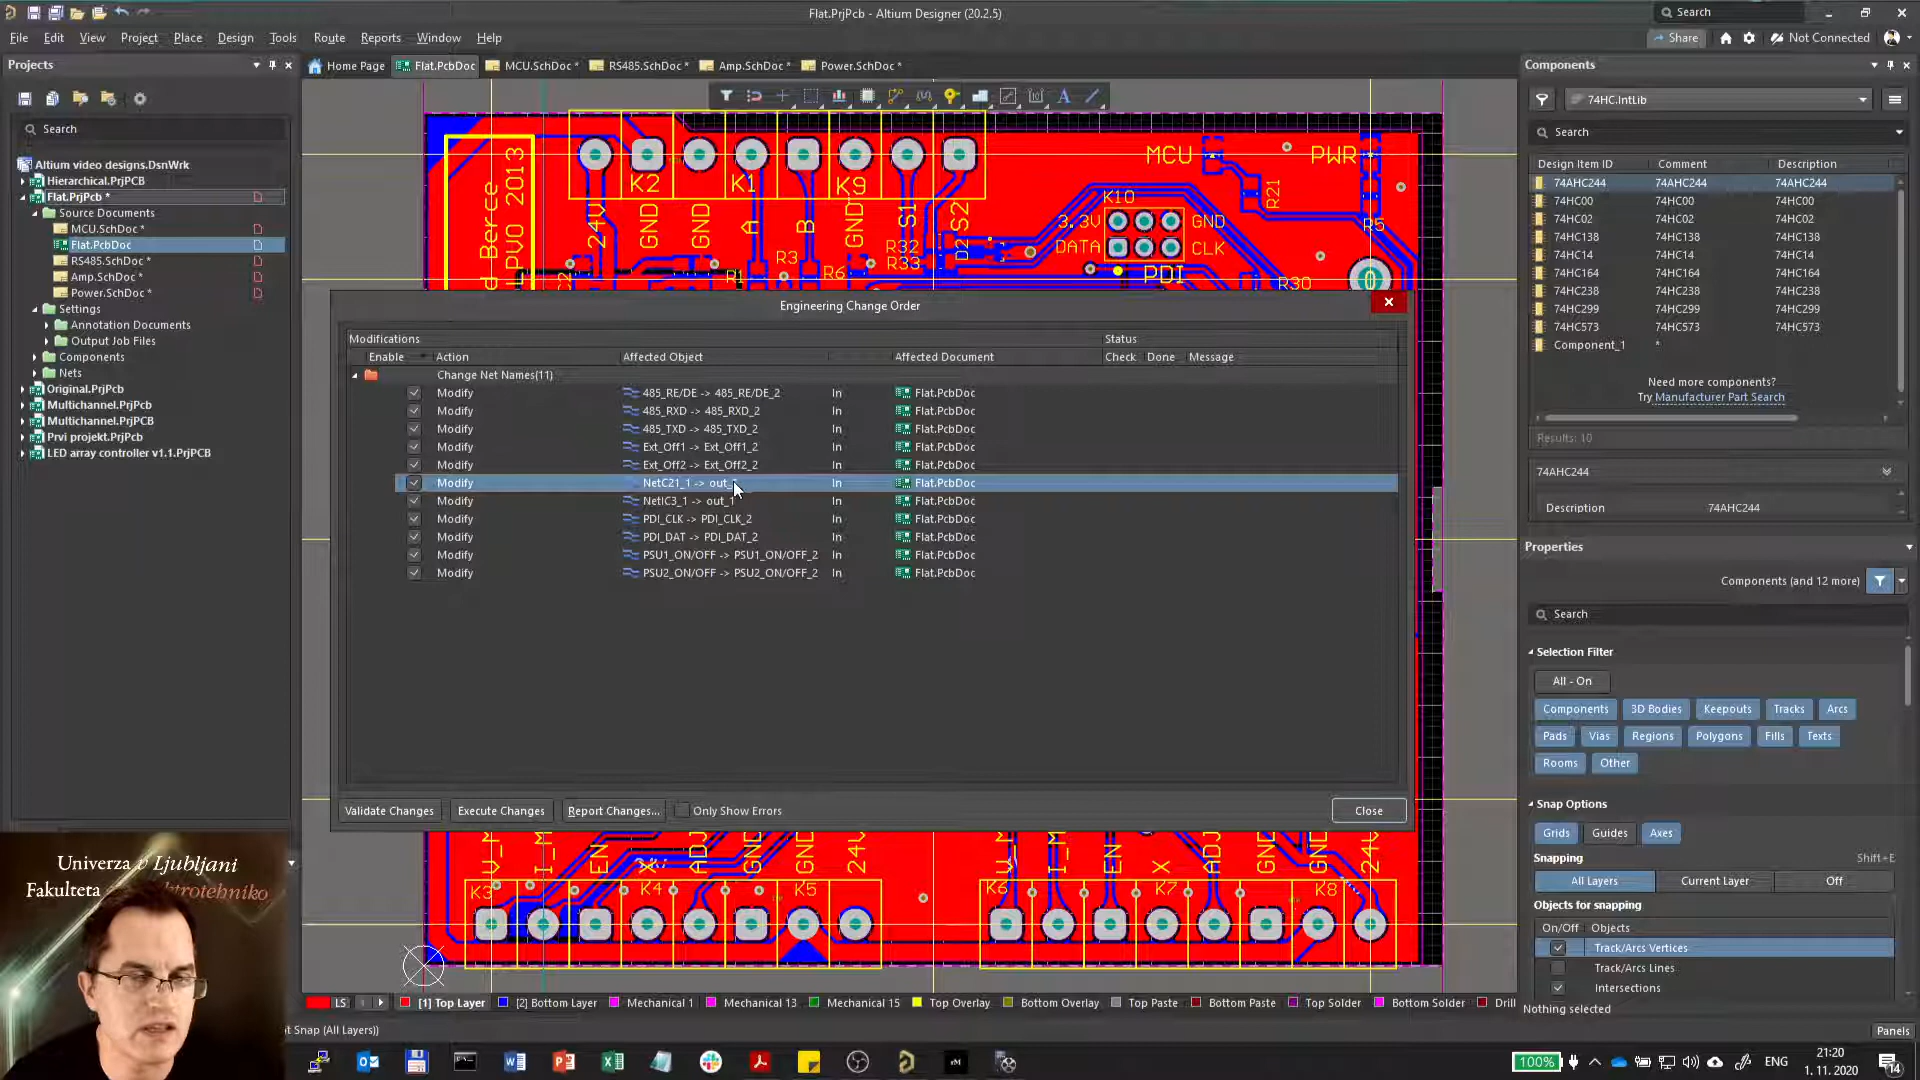 Flat.PrjPcb - Altium Designer (20.2.5)
Search
File Edit View Project Place Design Tools Route Reports Window Help
Share
Not Connected
Projects
Home Page
Flat.PcbDoc
MCU.SchDoc *
RS485.SchDoc *
Amp.SchDoc *
Power.SchDoc *
Components
74HC.IntLib
Search
Search
Altium video designs.DsnWrk
Hierarchical.PrjPCB
Flat.PrjPcb *
Source Documents
MCU.SchDoc *
Flat.PcbDoc
RS485.SchDoc *
Amp.SchDoc *
Power.SchDoc *
Settings
Annotation Documents
Output Job Files
Components
Nets
Original.PrjPcb
Multichannel.PrjPcb
Multichannel.PrjPCB
Prvi projekt.PrjPcb
LED array controller v1.1.PrjPCB
LPVO 2013
Berce
K2 K1 K9
24V GND GND A B GND S1 S2
MCU PWR
R21
K10
3.3V GND
DATA CLK
PDI
R5
R3 R6 R32 R33 D2 R30
Engineering Change Order
Modifications Status
Enable Action Affected Object Affected Document Check Done Message
Change Net Names(11)
Modify 485_RE/DE -> 485_RE/DE_2 In Flat.PcbDoc
Modify 485_RXD -> 485_RXD_2 In Flat.PcbDoc
Modify 485_TXD -> 485_TXD_2 In Flat.PcbDoc
Modify Ext_Off1 -> Ext_Off1_2 In Flat.PcbDoc
Modify Ext_Off2 -> Ext_Off2_2 In Flat.PcbDoc
Modify NetC21_1 -> In Flat.PcbDoc
Modify NetIC3_1 -> out_1 In Flat.PcbDoc
Modify PDI_CLK -> PDI_CLK_2 In Flat.PcbDoc
Modify PDI_DAT -> PDI_DAT_2 In Flat.PcbDoc
Modify PSU1_ON/OFF -> PSU1_ON/OFF_2 In Flat.PcbDoc
Modify PSU2_ON/OFF -> PSU2_ON/OFF_2 In Flat.PcbDoc
Validate Changes
Execute Changes
Report Changes...
Only Show Errors
Close
EN X ADJ GND 24V
EN X ADJ
K3 K4 K5 K6 K7 K8
Design Item ID Comment Description
74AHC244 74AHC244 74AHC244
74HC00 74HC00 74HC00
74HC02 74HC02 74HC02
74HC138 74HC138 74HC138
74HC14 74HC14 74HC14
74HC164 74HC164 74HC164
74HC238 74HC238 74HC238
74HC299 74HC299 74HC299
74HC573 74HC573 74HC573
Component_1 *
Need more components?
Try Manufacturer Part Search
Results: 10
74AHC244
Description 74AHC244
Properties
Components (and 12 more)
Search
Selection Filter
All - On
Components 3D Bodies Keepouts Tracks Arcs
Pads Vias Regions Polygons Fills Texts
Rooms Other
Snap Options
Grids Guides Axes
Snapping Shift+E
All Layers Current Layer Off
Objects for snapping
On/Off Objects
Track/Arcs Vertices
Track/Arcs Lines
Intersections
Nothing selected
Panels
Univerza v Ljubljani
Fakulteta
LS [1] Top Layer [2] Bottom Layer Mechanical 1 Mechanical 13 Mechanical 15 Top Overlay Bottom Overlay Top Paste Bottom Paste Top Solder Bottom Solder Drill
Snap (All Layers))
100%
ENG
21:20
1. 11. 2020
14